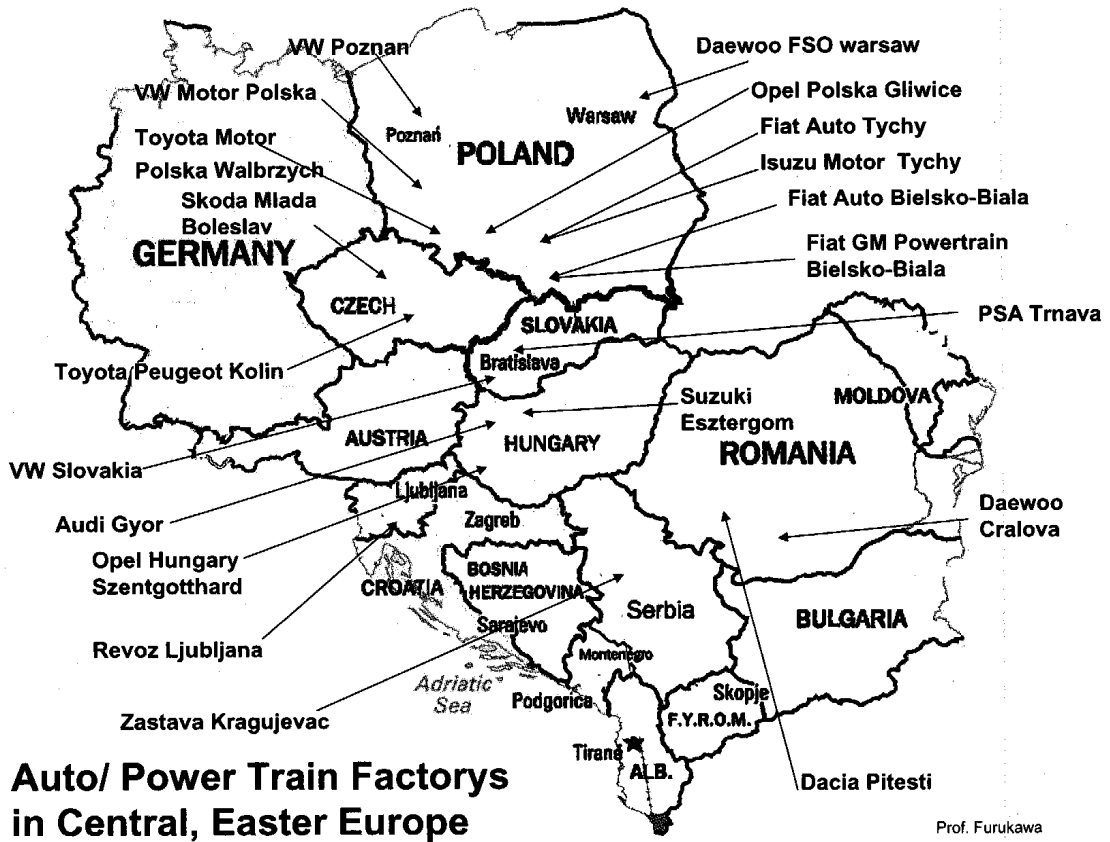 VW Poznan
Daewoo FSO warsaw
VW Motor Polska
Opel Polska Gliwice
Poznań
Warsaw
Fiat Auto Tychy
Toyota Motor
Polska Walbrzych
POLAND
Isuzu Motor Tychy
Skoda Mlada
Boleslav
Fiat Auto Bielsko-Biala
GERMANY
Fiat GM Powertrain
Bielsko-Biala
CZECH
SLOVAKIA
PSA Trnava
Bratislava
Toyota Peugeot Kolin
MOLDOVA
Suzuki
Esztergom
AUSTRIA
HUNGARY
ROMANIA
VW Slovakia
Ljubljana
Audi Gyor
Zagreb
Daewoo
Cralova
Opel Hungary
Szentgotthard
BOSNIA
HERZEGOVINA
CROATIA
Serbia
BULGARIA
Sarajevo
Revoz Ljubljana
Montenegro
Adriatic
Sea
Podgorica
Skopje
F.Y.R.O.M.
Zastava Kragujevac
Tiranë
ALB.
Dacia Pitesti
Auto/ Power Train Factorys
in Central, Easter Europe
Prof. Furukawa